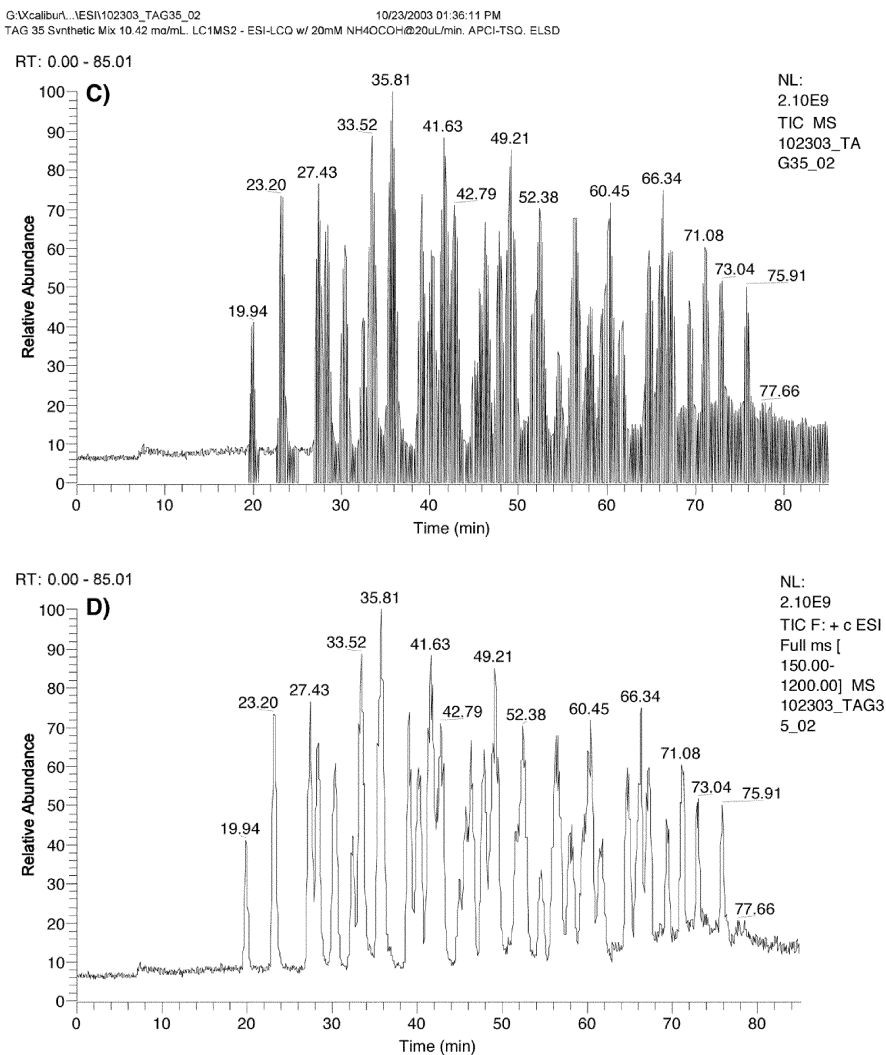 G:\Xcalibur\...\ESI\102303_TAG35_02 10/23/2003 01:36:11 PM
TAG 35 Synthetic Mix 10.42 mg/mL. LC1MS2 - ESI-LCQ w/ 20mM NH4OCOH@20uL/min. APCI-TSQ. ELSD
RT: 0.00 - 85.01
C)
NL:
2.10E9
TIC MS
102303_TA
G35_02
35.81
33.52
41.63
49.21
27.43
23.20
42.79
52.38
60.45
66.34
71.08
73.04
75.91
19.94
77.66
100
90
80
70
60
50
40
30
20
10
0
Relative Abundance
0 10 20 30 40 50 60 70 80
Time (min)
RT: 0.00 - 85.01
D)
NL:
2.10E9
TIC F: + c ESI
Full ms [
150.00-
1200.00] MS
102303_TAG3
5_02
35.81
33.52
41.63
49.21
27.43
23.20
42.79
52.38
60.45
66.34
71.08
73.04
75.91
19.94
77.66
100
90
80
70
60
50
40
30
20
10
0
Relative Abundance
0 10 20 30 40 50 60 70 80
Time (min)